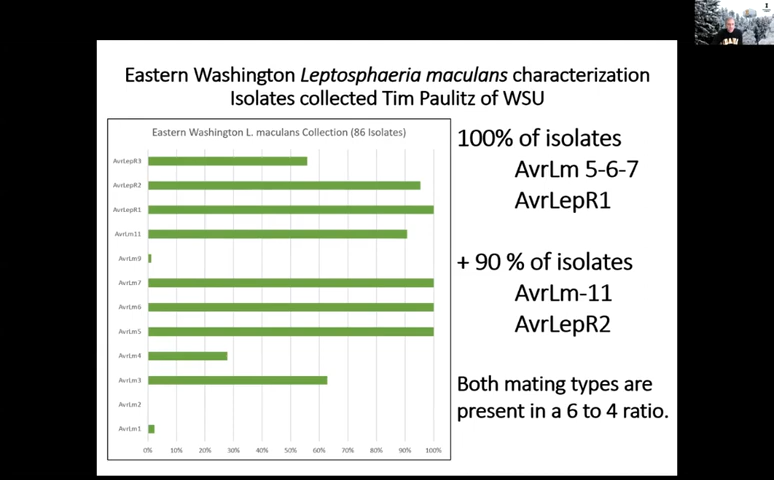 Eastern Washington Leptosphaeria maculans characterization
Isolates collected Tim Paulitz of WSU
Eastern Washington L. maculans Collection (86 Isolates)
AvrLepR3
AvrLepR2
AvrLepR1
AvrLm11
AvrLm9
AvrLm7
AvrLm6
AvrLm5
AvrLm4
AvrLm3
AvrLm2
AvrLm1
0% 10% 20% 30% 40% 50% 60% 70% 80% 90% 100%
100% of isolates
AvrLm 5-6-7
AvrLepR1
+ 90 % of isolates
AvrLm-11
AvrLepR2
Both mating types are
present in a 6 to 4 ratio.